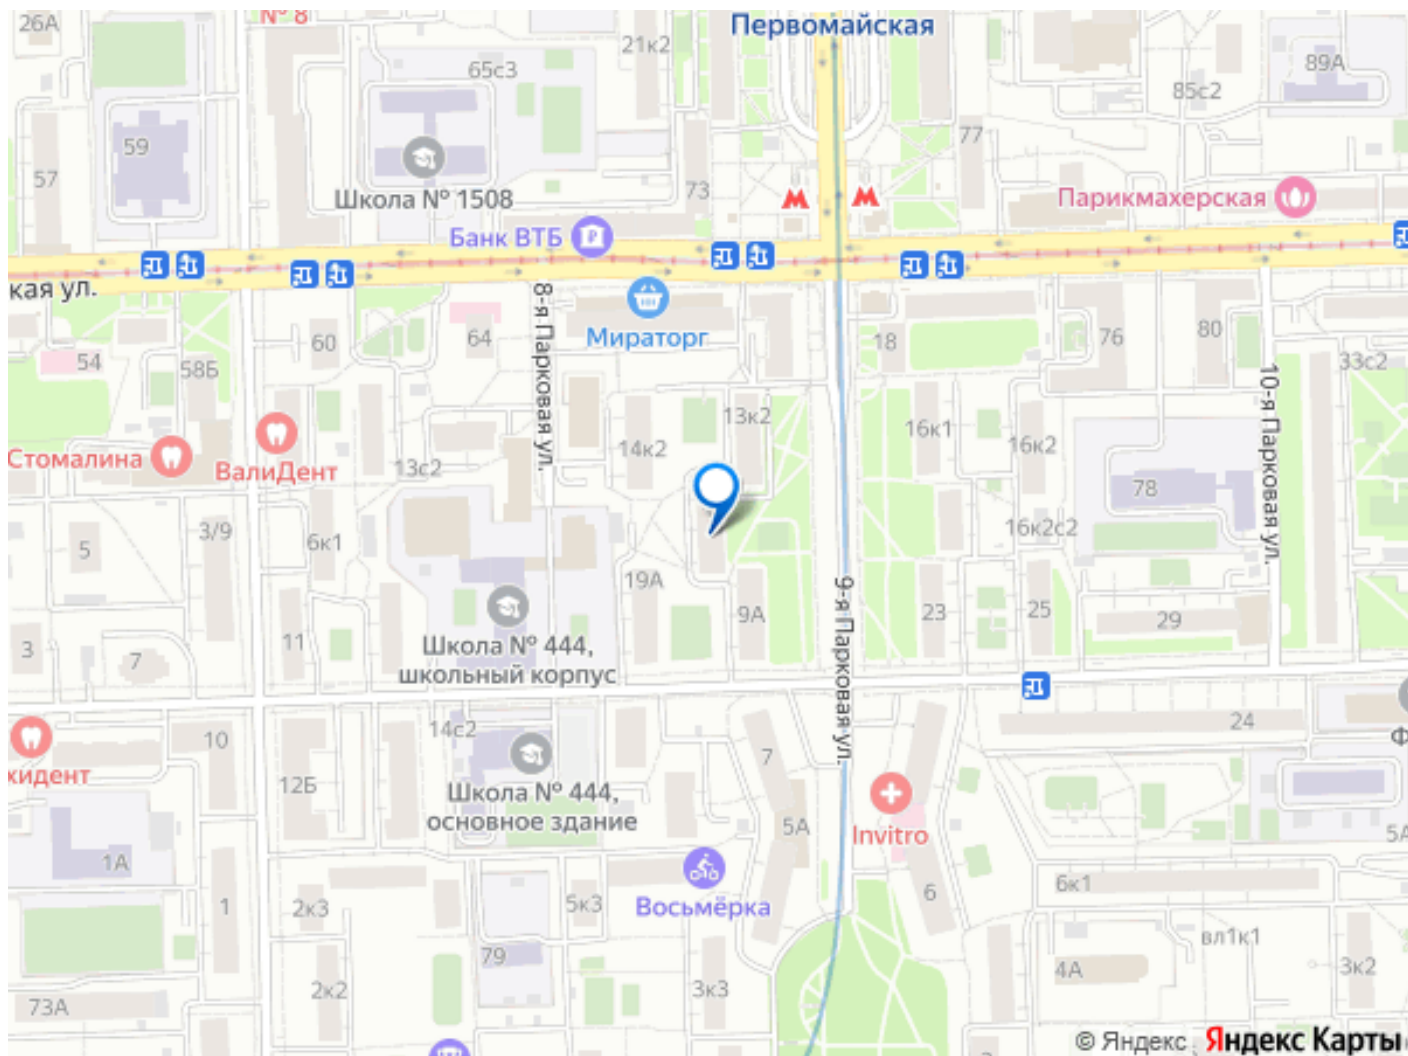 26А
№ 8
Первомайская
21к2
65с3
89А
85с2
59
77
57
Школа № 1508
73
М
М
Парикмахерская
Банк ВТБ
кая ул.
8-я Парковая ул.
Мираторг
60
64
18
76
80
54
58Б
33с2
10-я Парковая ул.
13к2
16к1
16к2
14к2
Стомалина
ВалиДент
13с2
78
3/9
6к1
5
16к2с2
19А
9А
9-я Парковая ул.
23
25
29
11
3
7
Школа № 444,
школьный корпус
14с2
24
10
7
хидент
12Б
Школа № 444,
основное здание
5А
Invitro
5А
1А
6к1
6
1
2к3
5к3
Восьмёрка
вл1к1
79
4А
3к2
2к2
3к3
73А
© Яндекс
Яндекс Карты